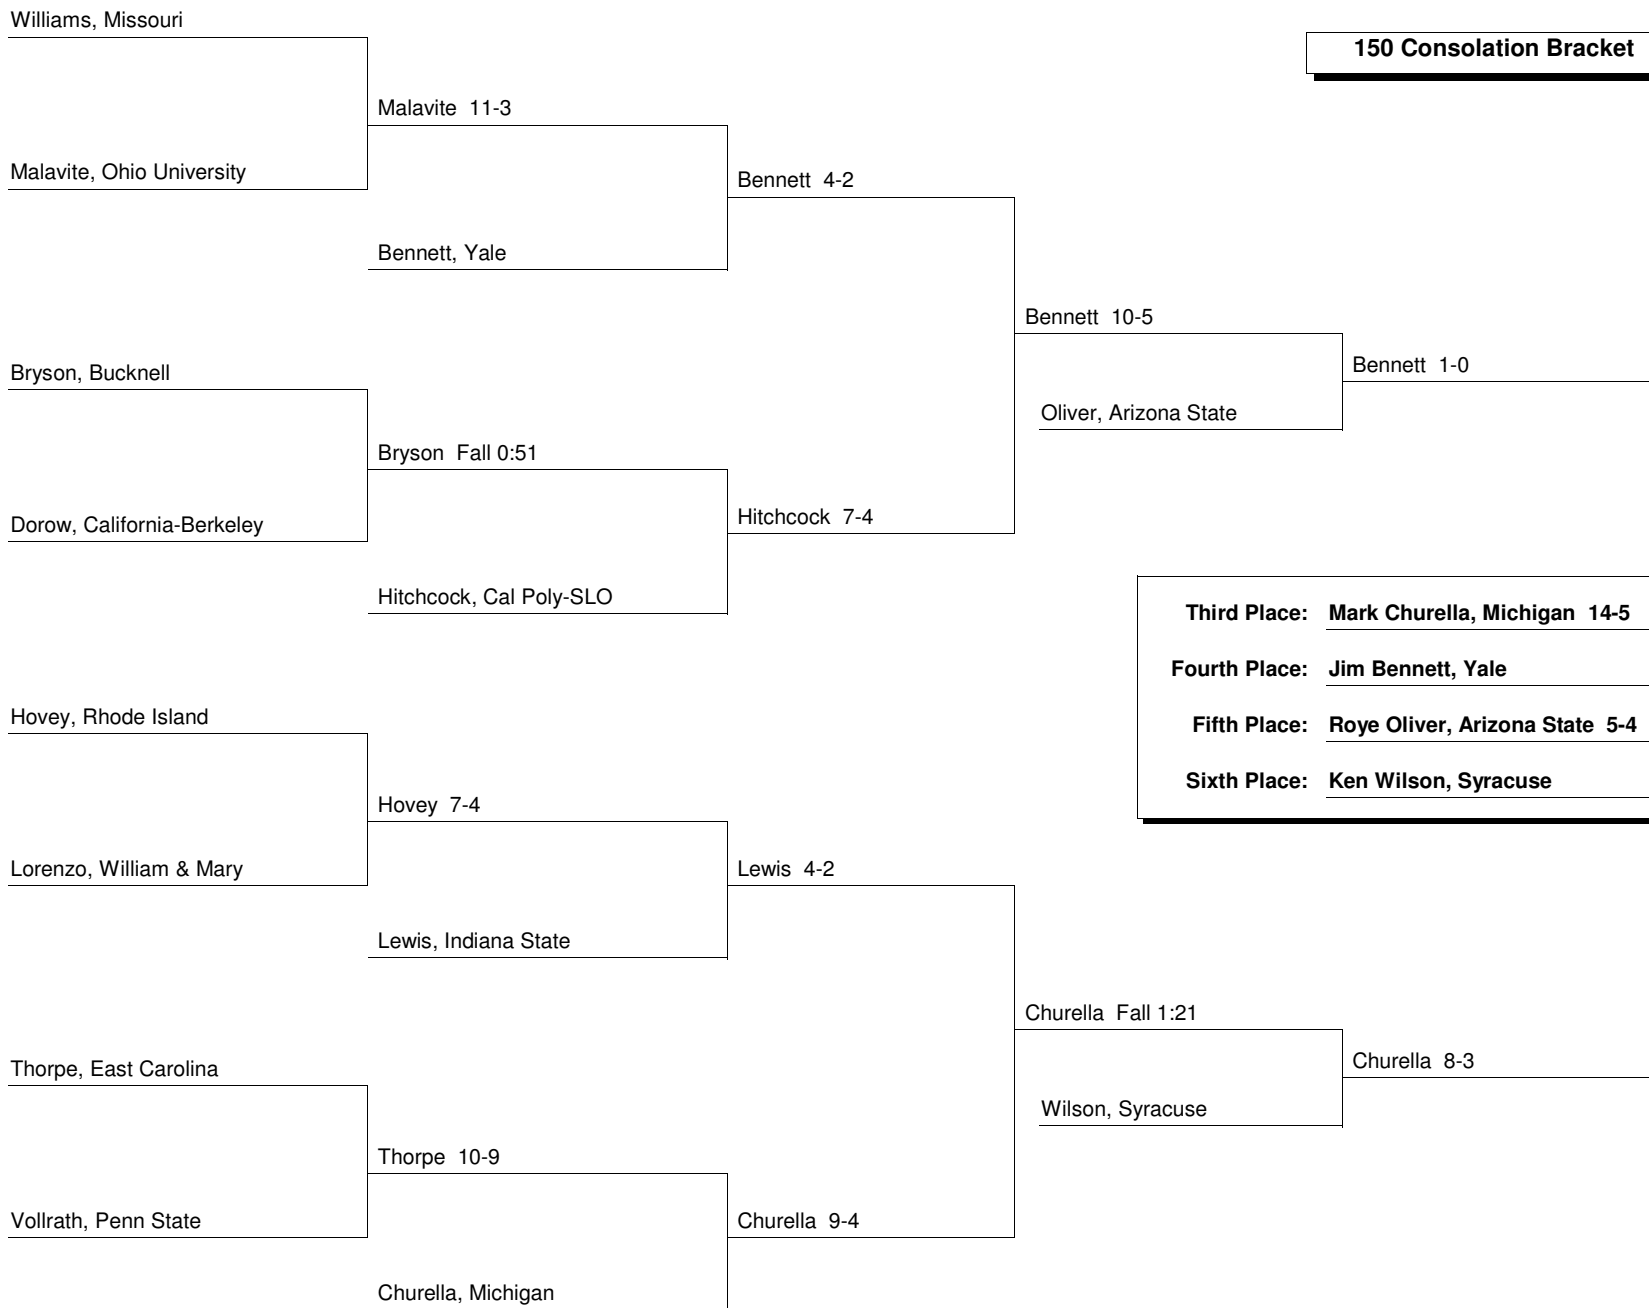 Williams, Missouri
150 Consolation Bracket
Malavite 11-3
Malavite, Ohio University
Bennett 4-2
Bennett, Yale
Bennett 10-5
Bryson, Bucknell
Bennett 1-0
Oliver, Arizona State
Bryson Fall 0:51
Dorow, California-Berkeley
Hitchcock 7-4
Hitchcock, Cal Poly-SLO
Third Place: Mark Churella, Michigan 14-5
Fourth Place: Jim Bennett, Yale
Fifth Place: Roye Oliver, Arizona State 5-4
Sixth Place: Ken Wilson, Syracuse
Hovey, Rhode Island
Hovey 7-4
Lorenzo, William & Mary
Lewis 4-2
Lewis, Indiana State
Churella Fall 1:21
Thorpe, East Carolina
Churella 8-3
Wilson, Syracuse
Thorpe 10-9
Vollrath, Penn State
Churella 9-4
Churella, Michigan